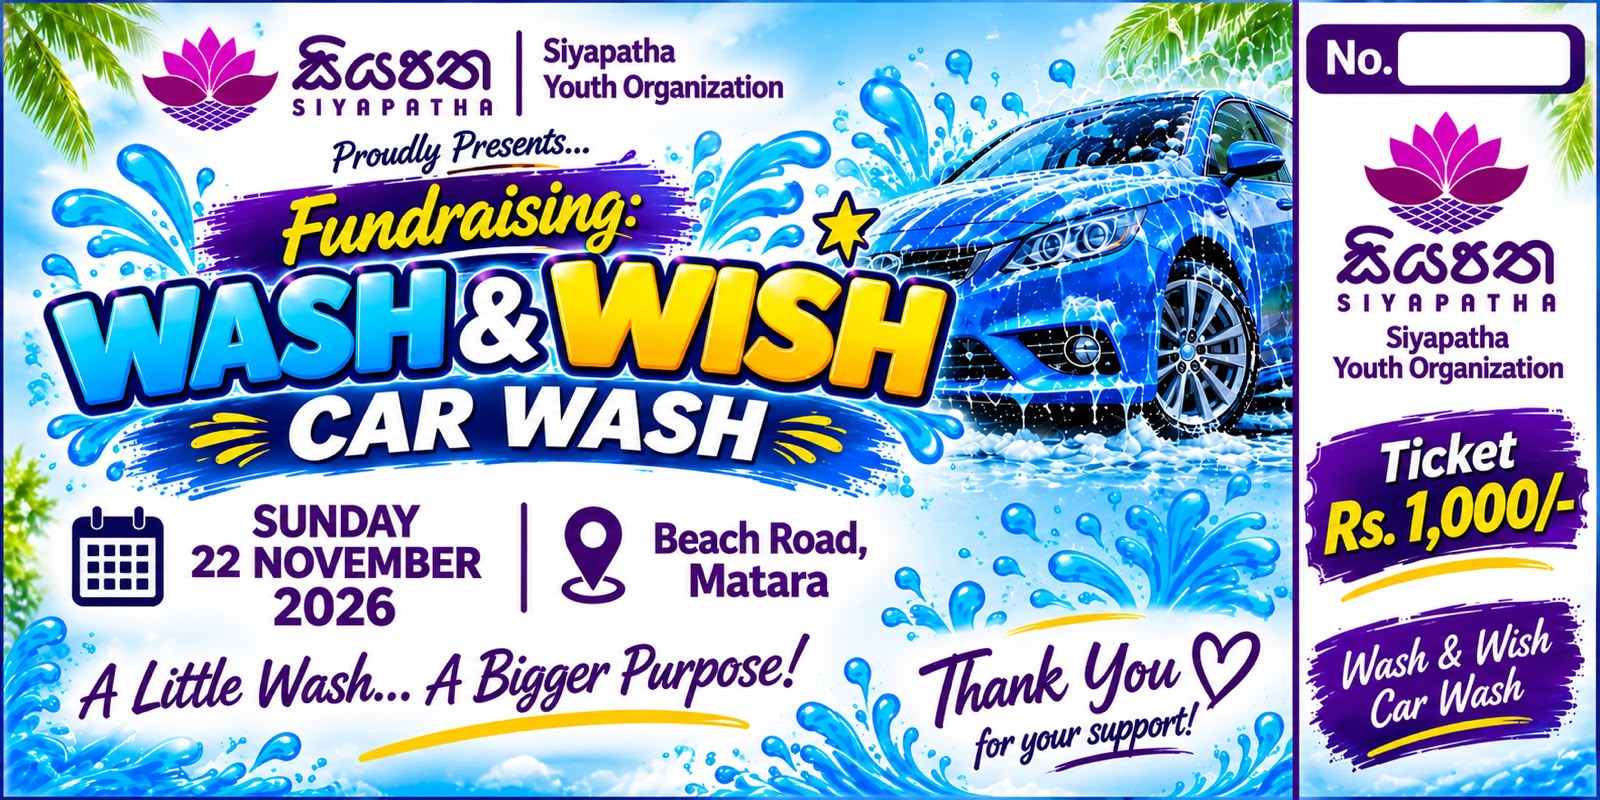 සියපත
SIYAPATHA
Siyapatha
Youth Organization
Proudly Presents...
Fundraising:
WASH & WISH
CAR WASH
SUNDAY
22 NOVEMBER
2026
Beach Road,
Matara
A Little Wash... A Bigger Purpose!
Thank You
for your support!
No.
සියපත
SIYAPATHA
Siyapatha
Youth Organization
Ticket
Rs. 1,000/-
Wash & Wish
Car Wash